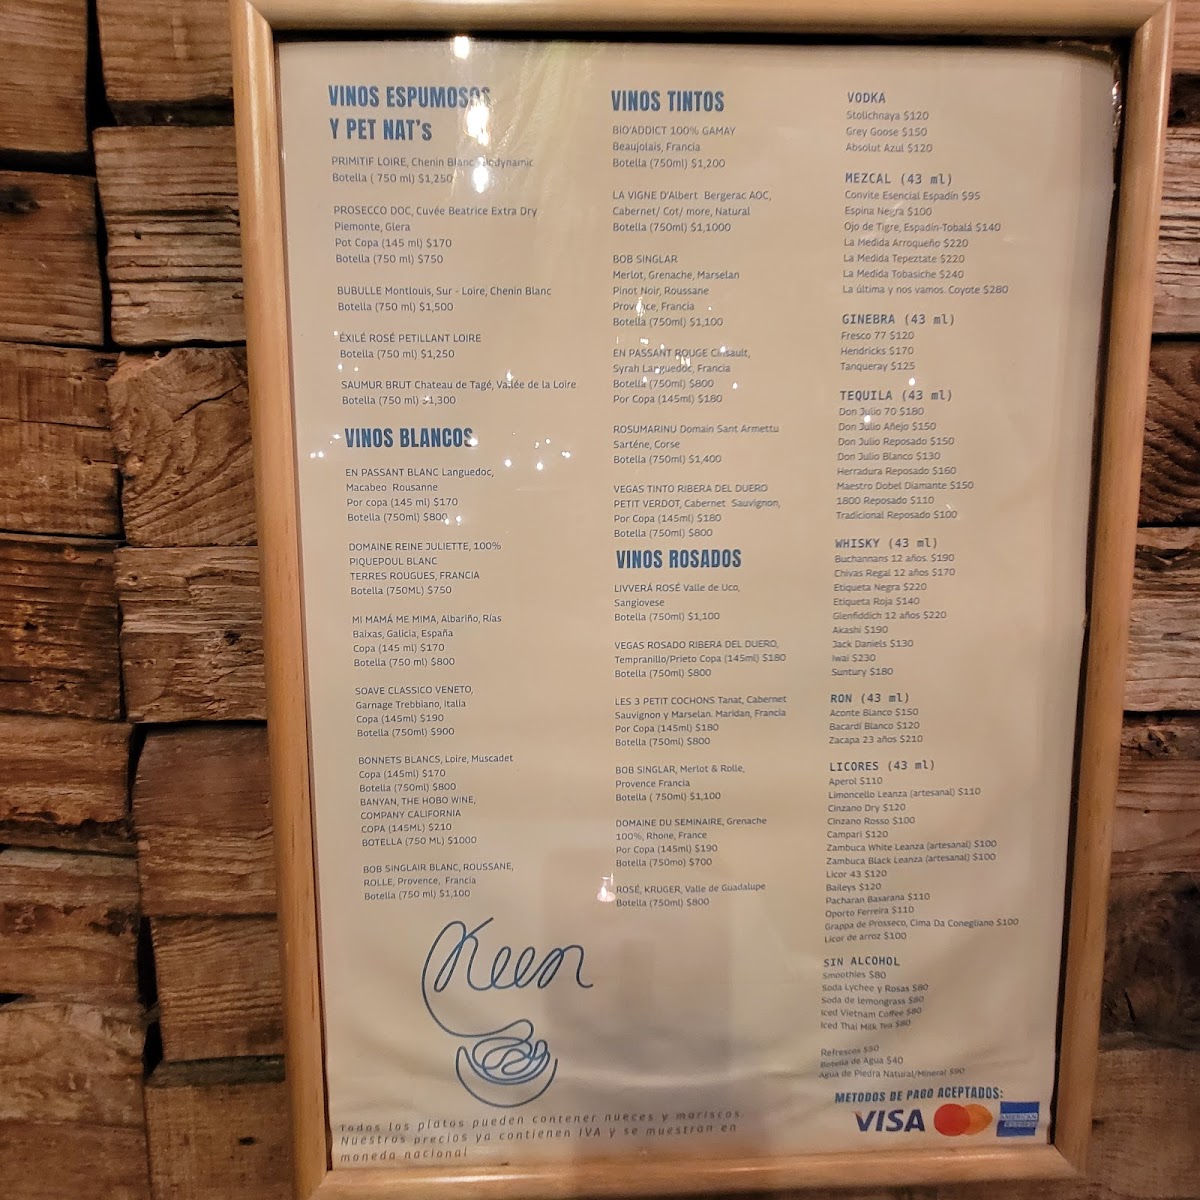 VINOS ESPUMOSOS
Y PET NAT's
PRIMITIF LOIRE, Chenin Blanc
Botella ( 750 ml) $1,250
PROSECCO DOC, Cuvée Beatrice Extra Dry
Piemonte, Glera
Pot Copa (145 ml) $170
Botella (750 ml) $750
BUBULLE Montlouis, Sur - Loire, Chenin Blanc
Botella (750 ml) $1,500
ÉXILÉ ROSÉ PETILLANT LOIRE
Botella (750 ml) $1,250
SAUMUR BRUT Chateau de Tagé, Vallée de la Loire
Botella (750 ml) $1,300
VINOS BLANCOS
EN PASSANT BLANC Languedoc,
Macabeo Rousanne
Por copa (145 ml) $170
Botella (750ml) $800
DOMAINE REINE JULIETTE, 100%
PIQUEPOUL BLANC
TERRES ROUGUES, FRANCIA
Botella (750ML) $750
MI MAMÁ ME MIMA, Albariño, Rías
Baixas, Galicia, España
Copa (145 ml) $170
Botella (750 ml) $800
SOAVE CLASSICO VENETO,
Garnage Trebbiano, Italia
Copa (145ml) $190
Botella (750ml) $900
BONNETS BLANCS, Loire, Muscadet
Copa (145ml) $170
Botella (750ml) $800
BANYAN, THE HOBO WINE,
COMPANY CALIFORNIA
COPA (145ML) $210
BOTELLA (750 ML) $1000
BOB SINGLAIR BLANC, ROUSSANE,
ROLLE, Provence, Francia
Botella (750 ml) $1,100
Keen
Todos los platos pueden contener nueces y mariscos.
Nuestros precios ya contienen IVA y se muestran en
moneda nacional
VINOS TINTOS
BIO'ADDICT 100% GAMAY
Beaujolais, Francia
Botella (750ml) $1,200
LA VIGNE D'Albert Bergerac AOC,
Cabernet/ Cot/ more, Natural
Botella (750ml) $1,1000
BOB SINGLAR
Merlot, Grenache, Marselan
Pinot Noir, Roussane
Provence, Francia
Botella (750ml) $1,100
EN PASSANT ROUGE Cinsault,
Syrah Languedoc, Francia
Botella (750ml) $800
Por Copa (145ml) $180
ROSUMARINU Domain Sant Armettu
Sarténe, Corse
Botella (750ml) $1,400
VEGAS TINTO RIBERA DEL DUERO
PETIT VERDOT, Cabernet Sauvignon,
Por Copa (145ml) $180
Botella (750ml) $800
VINOS ROSADOS
LIVVERÁ ROSÉ Valle de Uco,
Sangiovese
Botella (750ml) $1,100
VEGAS ROSADO RIBERA DEL DUERO,
Tempranillo/Prieto Copa (145ml) $180
Botella (750ml) $800
LES 3 PETIT COCHONS Tanat, Cabernet
Sauvignon y Marselan. Maridan, Francia
Por Copa (145ml) $180
Botella (750ml) $800
BOB SINGLAR, Merlot & Rolle,
Provence Francia
Botella ( 750ml) $1,100
DOMAINE DU SEMINAIRE, Grenache
100%, Rhone, France
Por Copa (145ml) $190
Botella (750mo) $700
ROSÉ, KRUGER, Valle de Guadalupe
Botella (750ml) $800
VODKA
Stolichnaya $120
Grey Goose $150
Absolut Azul $120
MEZCAL (43 ml)
Convite Esencial Espadín $95
Espina Negra $100
Ojo de Tigre, Espadín-Tobalá $140
La Medida Arroqueño $220
La Medida Tepeztate $220
La Medida Tobasiche $240
La última y nos vamos. Coyote $280
GINEBRA (43 ml)
Fresco 77 $120
Hendricks $170
Tanqueray $125
TEQUILA (43 ml)
Don Julio 70 $180
Don Julio Añejo $150
Don Julio Reposado $150
Don Julio Blanco $130
Herradura Reposado $160
Maestro Dobel Diamante $150
1800 Reposado $110
Tradicional Reposado $100
WHISKY (43 ml)
Buchannans 12 años. $190
Chivas Regal 12 años $170
Etiqueta Negra $220
Etiqueta Roja $140
Glenfiddich 12 años $220
Akashi $190
Jack Daniels $130
Iwai $230
Suntury $180
RON (43 ml)
Aconte Blanco $150
Bacardí Blanco $120
Zacapa 23 años $210
LICORES (43 ml)
Aperol $110
Limoncello Leanza (artesanal) $110
Cinzano Dry $120
Cinzano Rosso $100
Campari $120
Zambuca White Leanza (artesanal) $100
Zambuca Black Leanza (artesanal) $100
Licor 43 $120
Baileys $120
Pacharan Basarana $110
Oporto Ferreira $110
Grappa de Prosseco, Cima Da Conegliano $100
Licor de arroz $100
SIN ALCOHOL
Smoothies $80
Soda Lychee y Rosas $80
Soda de lemongrass $80
Iced Vietnam Coffee $80
Iced Thai Milk Tea $80
Refrescos $50
Botella de Agua $40
Agua de Piedra Natural/Mineral $90
METODOS DE PAGO ACEPTADOS:
VISA
AMERICAN EXPRESS